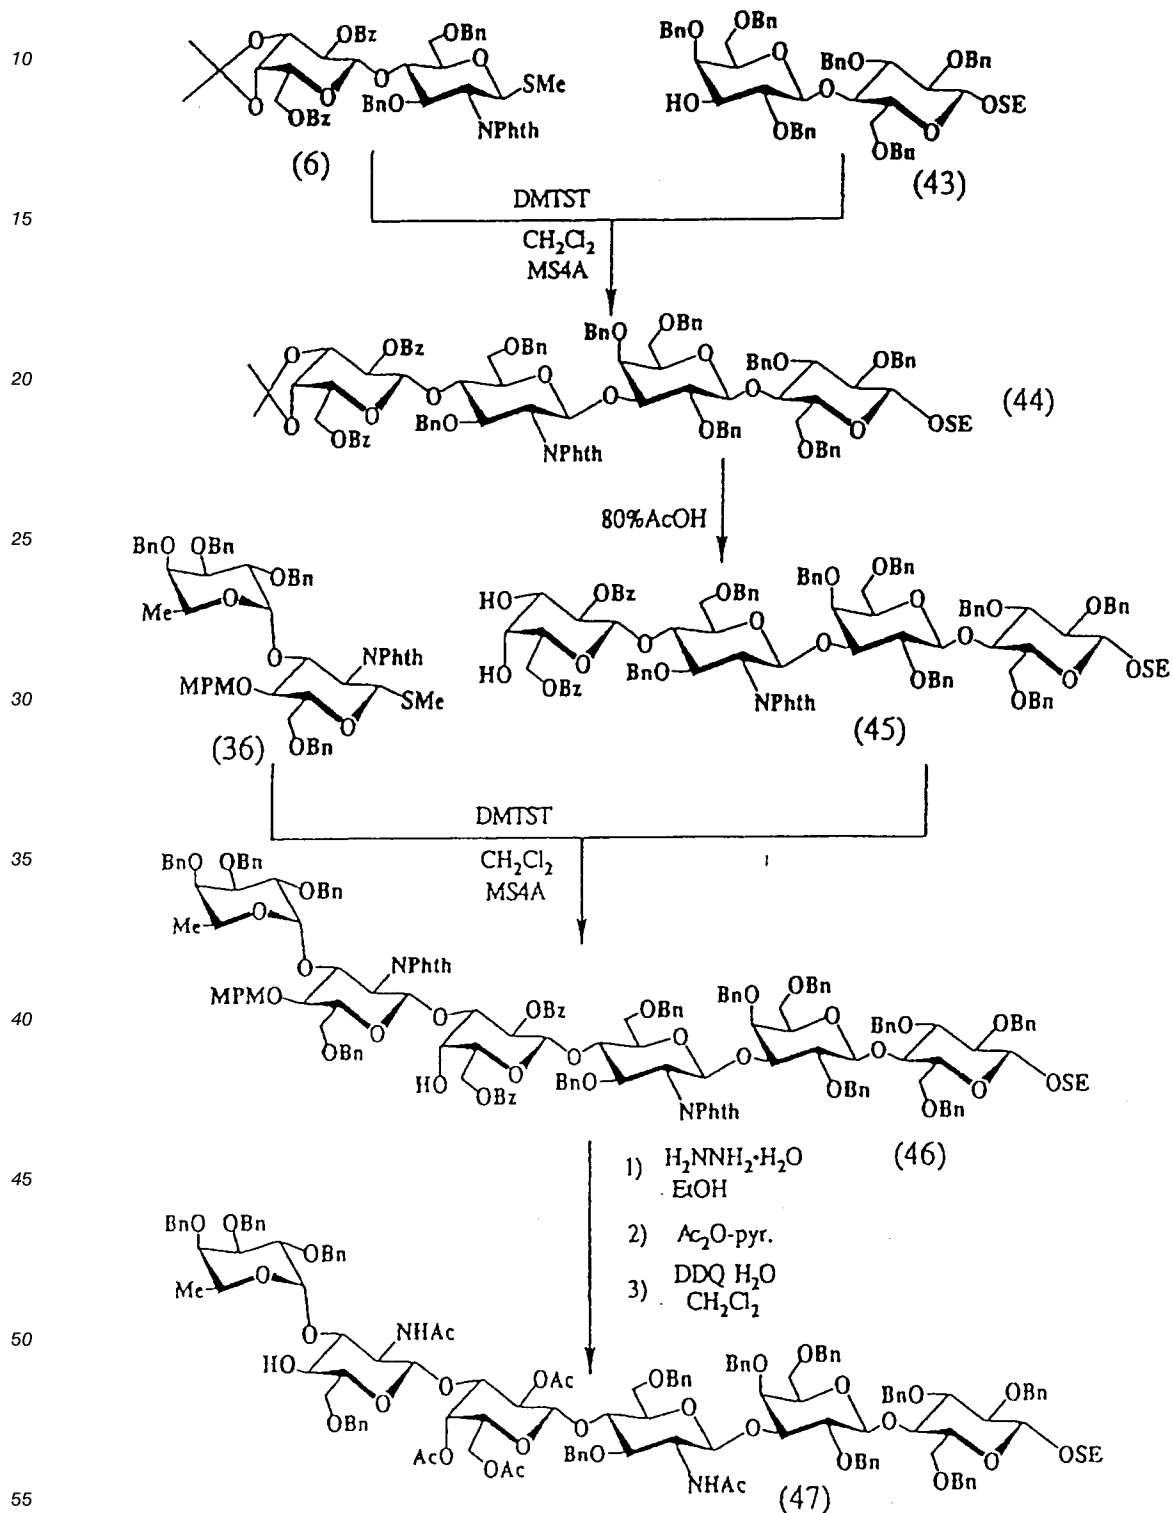 10
OBz
OBn
O
O
O
O
O
SMe
OBz
BnO
NPhth
(6)
BnO
OBn
O
HO
OBn
O
BnO
OBn
O
OSE
OBn
(43)
15
DMTST
CH₂Cl₂
MS4A
20
O
O
OBz
O
O
OBz
OBn
O
BnO
NPhth
O
BnO
OBn
O
OBn
O
BnO
OBn
O
OBn
OSE
(44)
25
80%AcOH
BnO
OBn
OBn
Me
O
O
NPhth
MPMO
O
SMe
OBn
(36)
30
HO
OBz
HO
O
O
OBz
OBn
O
BnO
NPhth
O
BnO
OBn
O
OBn
O
BnO
OBn
O
OBn
OSE
(45)
DMTST
35
CH₂Cl₂
MS4A
BnO
OBn
OBn
Me
O
O
NPhth
MPMO
O
OBn
40
O
OBz
HO
O
OBz
O
OBn
O
BnO
NPhth
O
BnO
OBn
O
OBn
O
BnO
OBn
O
OBn
OSE
(46)
45
1) H₂NNH₂·H₂O
EtOH
2) Ac₂O-pyr.
3) DDQ H₂O
CH₂Cl₂
BnO
OBn
OBn
Me
O
50
O
NHAc
HO
O
OBn
O
OAc
AcO
O
OAc
O
OBn
O
BnO
NHAc
O
BnO
OBn
O
OBn
O
BnO
OBn
O
OBn
OSE
(47)
55